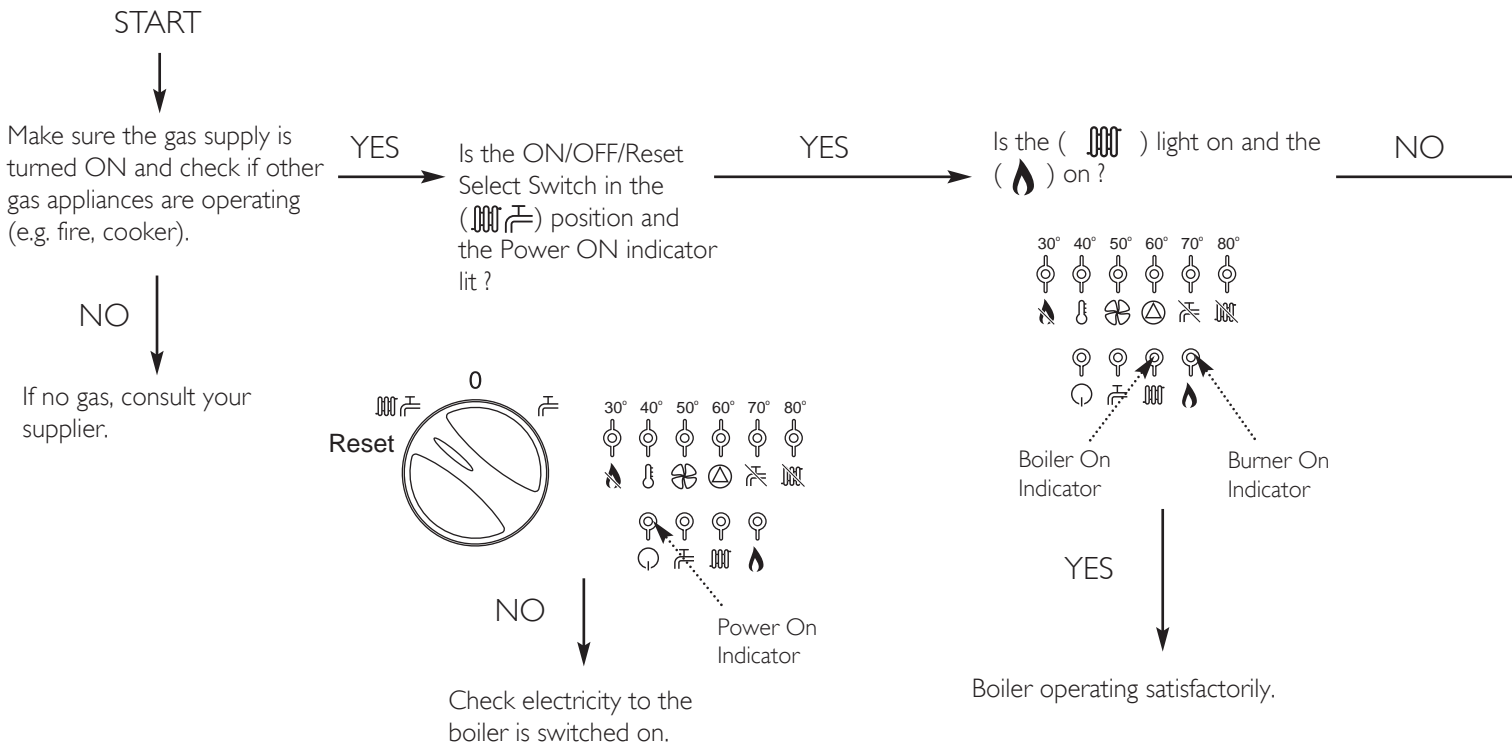 START
Make sure the gas supply is
turned ON and check if other
gas appliances are operating
(e.g. fire, cooker).
YES
NO
If no gas, consult your
supplier.
Is the ON/OFF/Reset
Select Switch in the
( ) position and
the Power ON indicator
lit ?
YES
0
Reset
30° 40° 50° 60° 70° 80°
Power On
Indicator
NO
Check electricity to the
boiler is switched on.
Is the ( ) light on and the
( ) on ?
NO
30° 40° 50° 60° 70° 80°
Boiler On
Indicator
Burner On
Indicator
YES
Boiler operating satisfactorily.